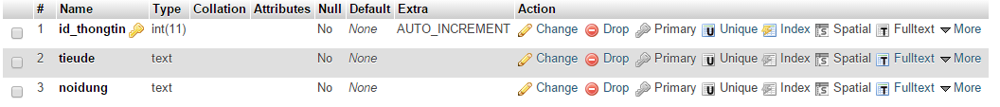 # Name Type Collation Attributes Null Default Extra Action
1 id_thongtin int(11) No None AUTO_INCREMENT Change Drop Primary Unique Index Spatial Fulltext More
2 tieude text No None Change Drop Primary Unique Index Spatial Fulltext More
3 noidung text No None Change Drop Primary Unique Index Spatial Fulltext More